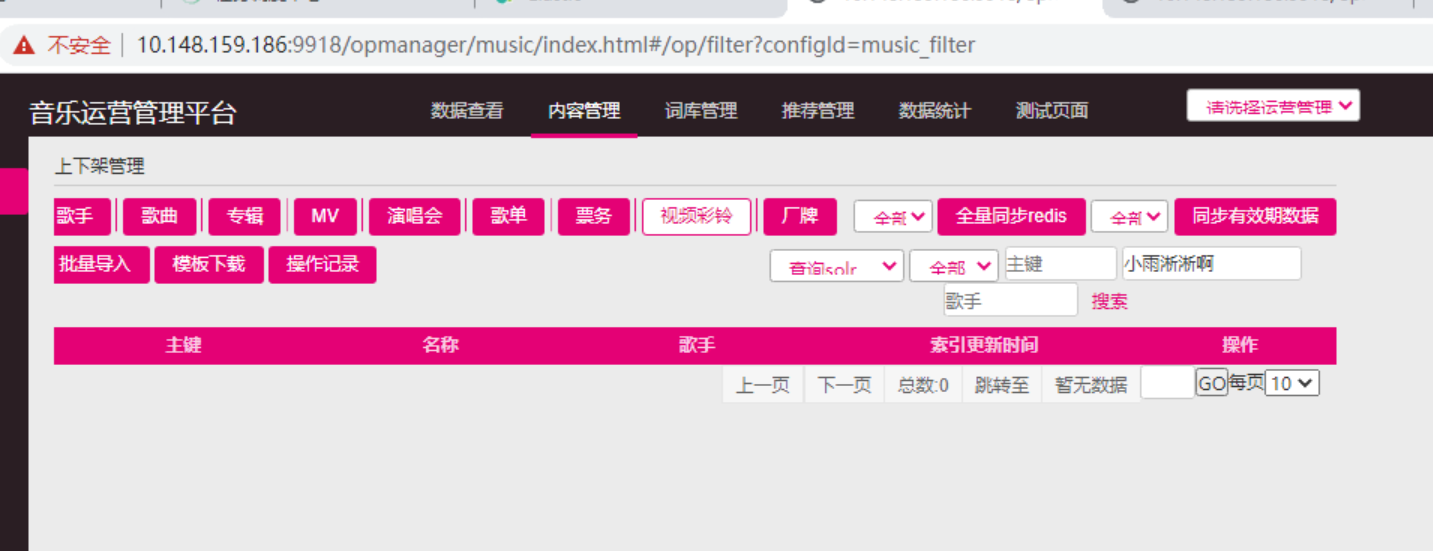 不安全 10.148.159.186:9918/opmanager/music/index.html#/op/filter?configId=music_filter
音乐运营管理平台 数据查看 内容管理 词库管理 推荐管理 数据统计 测试页面 请选择运营管理
上下架管理
歌手 歌曲 专辑 MV 演唱会 歌单 票务 视频彩铃 厂牌 全部 全量同步redis 全部 同步有效期数据
批量导入 模板下载 操作记录 查询solr 全部 主键 小雨淅淅啊
歌手 搜索
主键 名称 歌手 索引更新时间 操作
上一页 下一页 总数:0 跳转至 暂无数据 GO 每页 10